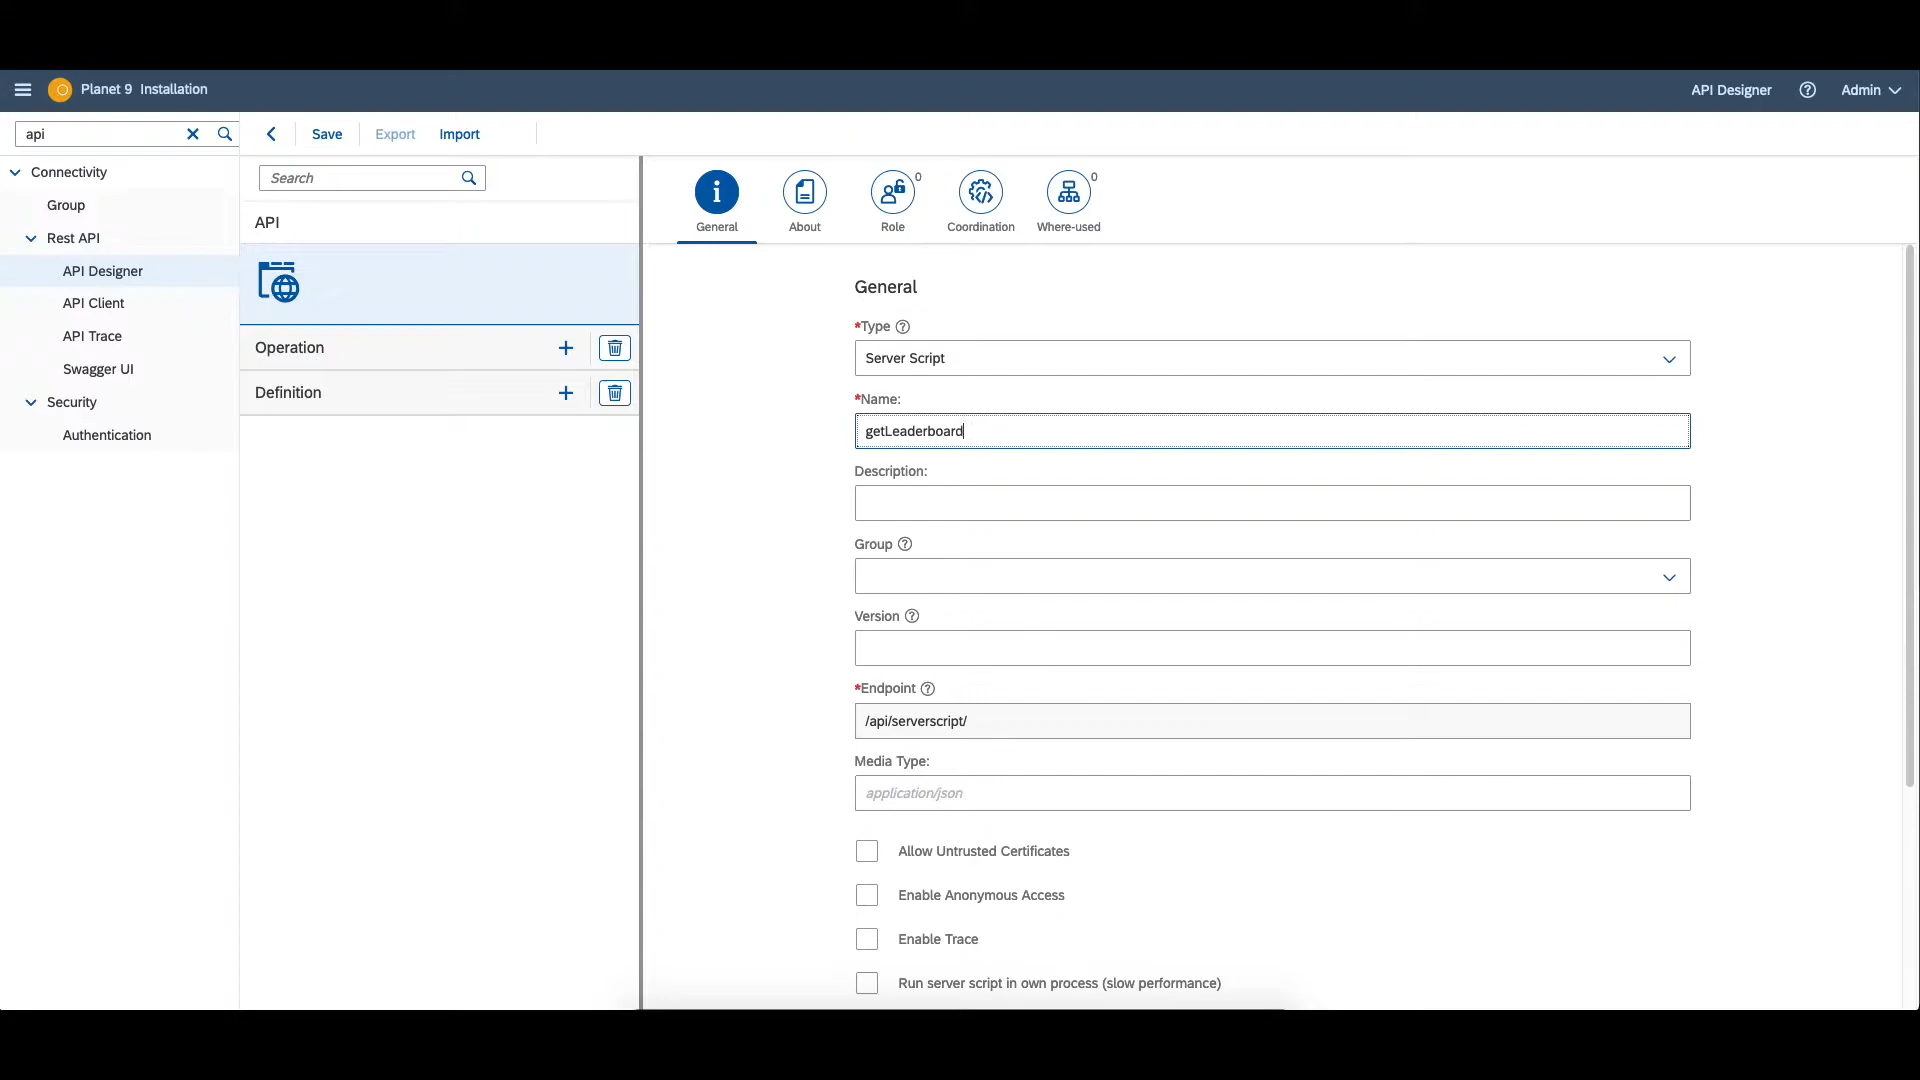 Planet 9 Installation
API Designer
Admin
api
Save
Export
Import
Connectivity
Group
Rest API
API Designer
API Client
API Trace
Swagger UI
Security
Authentication
Search
API
Operation
Definition
General
About
Role
0
Coordination
Where-used
0
General
*Type
Server Script
*Name:
getLeaderboard
Description:
Group
Version
*Endpoint
/api/serverscript/
Media Type:
application/json
Allow Untrusted Certificates
Enable Anonymous Access
Enable Trace
Run server script in own process (slow performance)